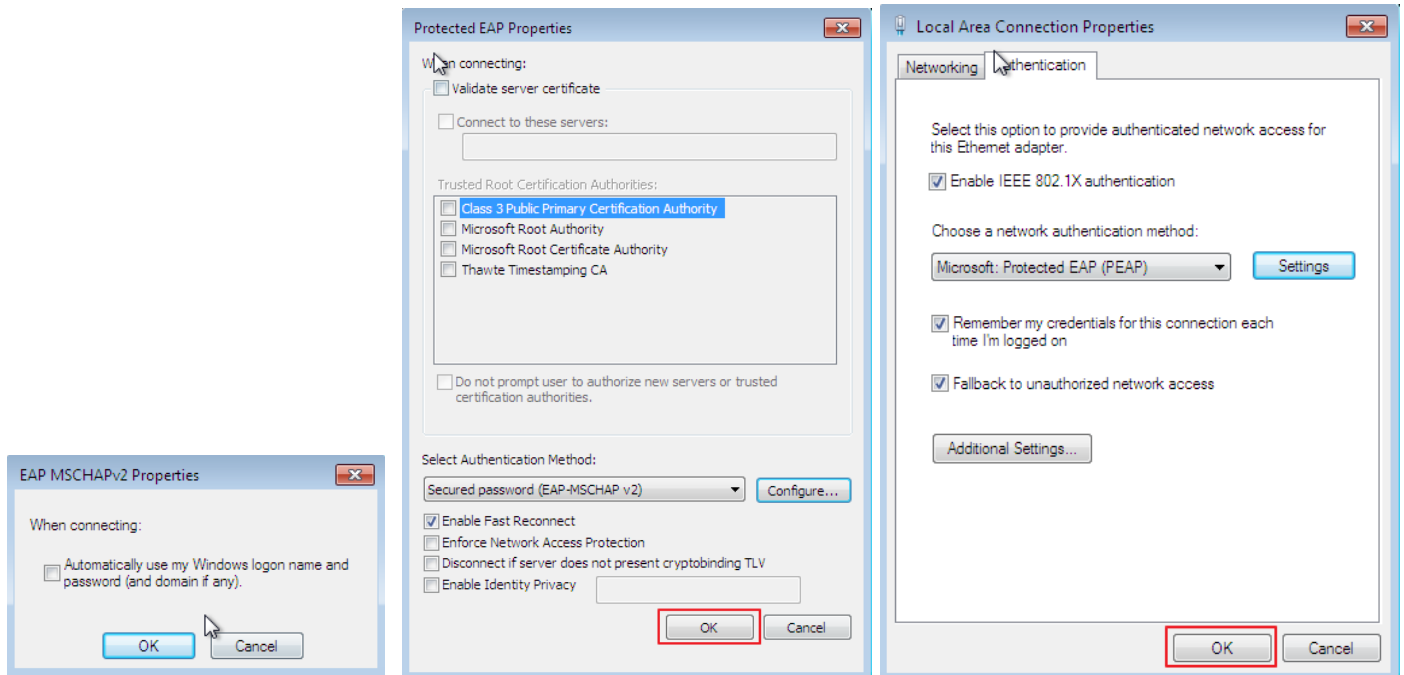 EAP MSCHAPv2 Properties
When connecting:
Automatically use my Windows logon name and
password (and domain if any).
OK
Cancel
Protected EAP Properties
When connecting:
Validate server certificate
Connect to these servers:
Trusted Root Certification Authorities:
Class 3 Public Primary Certification Authority
Microsoft Root Authority
Microsoft Root Certificate Authority
Thawte Timestamping CA
Do not prompt user to authorize new servers or trusted
certification authorities.
Select Authentication Method:
Secured password (EAP-MSCHAP v2)
Configure...
Enable Fast Reconnect
Enforce Network Access Protection
Disconnect if server does not present cryptobinding TLV
Enable Identity Privacy
OK
Cancel
Local Area Connection Properties
Networking
Authentication
Select this option to provide authenticated network access for
this Ethernet adapter.
Enable IEEE 802.1X authentication
Choose a network authentication method:
Microsoft: Protected EAP (PEAP)
Settings
Remember my credentials for this connection each
time I'm logged on
Fallback to unauthorized network access
Additional Settings...
OK
Cancel